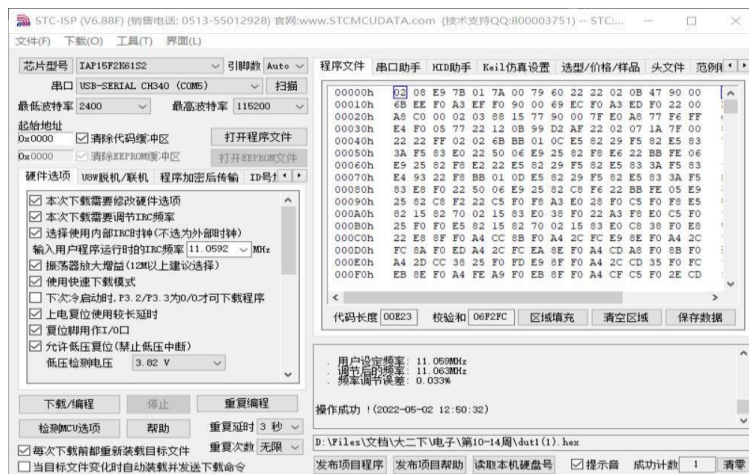 STC-ISP (V6.88F) (销售电话: 0513-55012928) 官网:www.STCMCUDATA.com (技术支持QQ:800003751) -- STC:...
文件(F) 下载(O) 工具(T) 界面(L)
芯片型号 IAP15F2K61S2 引脚数 Auto
串口 USB-SERIAL CH340 (COM5) 扫描
最低波特率 2400 最高波特率 115200
起始地址
0x0000 清除代码缓冲区 打开程序文件
0x0000 清除EEPROM缓冲区 打开EEPROM文件
硬件选项 U8W脱机/联机 程序加密后传输 ID号
本次下载需要修改硬件选项
本次下载需要调节IRC频率
选择使用内部IRC时钟(不选为外部时钟)
输入用户程序运行时的IRC频率 11.0592 MHz
振荡器放大增益(12M以上建议选择)
使用快速下载模式
下次冷启动时,P3.2/P3.3为0/0才可下载程序
上电复位使用较长延时
复位脚用作I/O口
允许低压复位(禁止低压中断)
低压检测电压 3.82 V
下载/编程 停止 重复编程
检测MCU选项 帮助 重复延时 3 秒
每次下载前都重新装载目标文件 重复次数 无限
当目标文件变化时自动装载并发送下载命令
程序文件 串口助手 HID助手 Keil仿真设置 选型/价格/样品 头文件 范例
00000h 02 08 E9 7B 01 7A 00 79 60 22 22 02 0B 47 90 00
00010h 6B EE F0 A3 EF F0 90 00 69 EC F0 A3 ED F0 22 00
00020h A8 C0 00 02 03 88 15 77 90 00 7F E0 A8 77 F6 FF
00030h E4 F0 05 77 22 12 0B 99 D2 AF 22 02 07 1A 7F 00
00040h 22 22 FF 02 02 6B BB 01 0C E5 82 29 F5 82 E5 83
00050h 3A F5 83 E0 22 50 06 E9 25 82 F8 E6 22 BB FE 06
00060h E9 25 82 F8 E2 22 E5 82 29 F5 82 E5 83 3A F5 83
00070h E4 93 22 F8 BB 01 0D E5 82 29 F5 82 E5 83 3A F5
00080h 83 E8 F0 22 50 06 E9 25 82 C8 F6 22 BB FE 05 E9
00090h 25 82 C8 F2 22 C5 F0 F8 A3 E0 28 F0 C5 F0 F8 E5
000A0h 82 15 82 70 02 15 83 E0 38 F0 22 A3 F8 E0 C5 F0
000B0h 25 F0 F0 E5 82 15 82 70 02 15 83 E0 C8 38 F0 E8
000C0h 22 E8 8F F0 A4 CC 8B F0 A4 2C FC E9 8E F0 A4 2C
000D0h FC 8A F0 ED A4 2C FC EA 8E F0 A4 CD A8 F0 8B F0
000E0h A4 2D CC 38 25 F0 FD E9 8F F0 A4 2C CD 35 F0 FC
000F0h EB 8E F0 A4 FE A9 F0 EB 8F F0 A4 CF C5 F0 2E CD
代码长度 00E23 校验和 06F2FC 区域填充 清空区域 保存数据
. 用户设定频率: 11.059MHz
. 调节后的频率: 11.063MHz
. 频率调节误差: 0.033%
操作成功 !(2022-05-02 12:50:32)
D:\Files\文档\大二下\电子\第10-14周\dut1(1).hex
发布项目程序 发布项目帮助 读取本机硬盘号 提示音 成功计数 1 清零